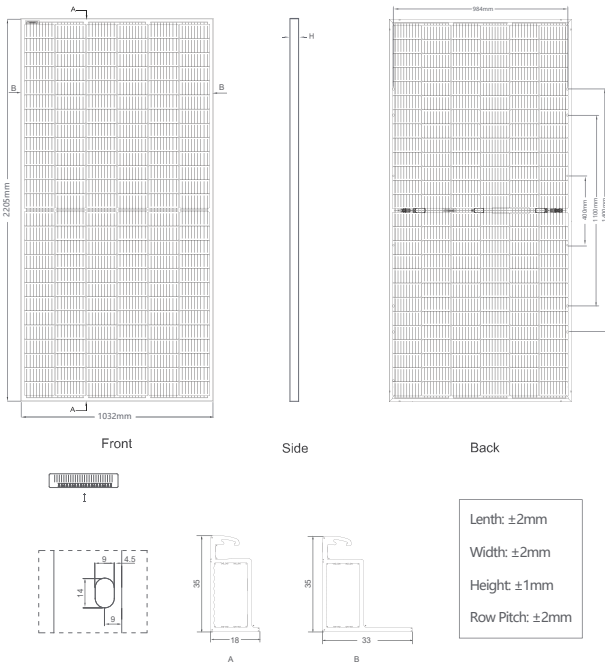 A
984mm
H
B
B
2205mm
400mm
1100mm
1400mm
A
1032mm
Front
Side
Back
9
4.5
14
9
35
35
18
33
A
B
Lenth: ±2mm
Width: ±2mm
Height: ±1mm
Row Pitch: ±2mm